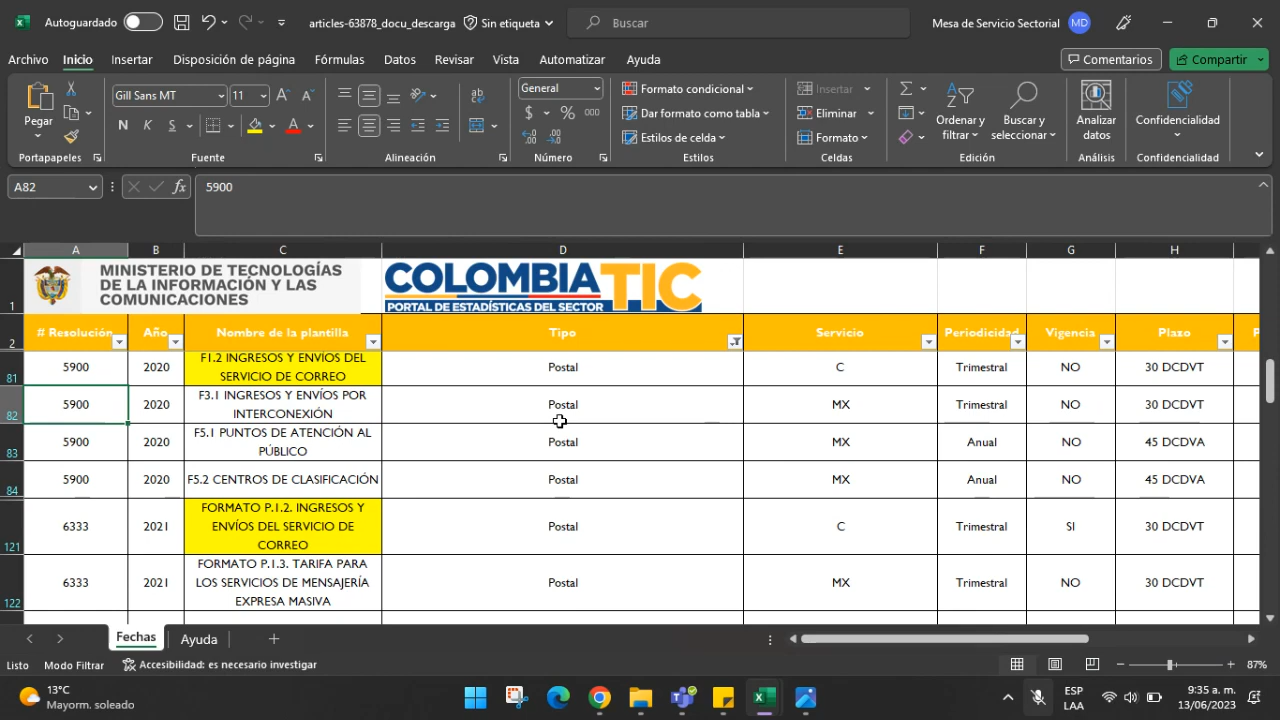 Autoguardado
articles-63878_docu_descarga
Sin etiqueta
Buscar
Mesa de Servicio Sectorial
MD
Archivo Inicio Insertar Disposición de página Fórmulas Datos Revisar Vista Automatizar Ayuda
Comentarios
Compartir
Pegar
Portapapeles
Gill Sans MT 11
N K S
Fuente
Alineación
General
$ % 000
Número
Formato condicional
Dar formato como tabla
Estilos de celda
Estilos
Insertar
Eliminar
Formato
Celdas
Ordenar y filtrar
Buscar y seleccionar
Edición
Analizar datos
Análisis
Confidencialidad
Confidencialidad
A82 fx 5900
A B C D E F G H
1
MINISTERIO DE TECNOLOGÍAS
DE LA INFORMACIÓN Y LAS
COMUNICACIONES
COLOMBIATIC
PORTAL DE ESTADÍSTICAS DEL SECTOR
2 # Resolución Año Nombre de la plantilla Tipo Servicio Periodicidad Vigencia Plazo
81 5900 2020 F1.2 INGRESOS Y ENVÍOS DEL SERVICIO DE CORREO Postal C Trimestral NO 30 DCDVT
82 5900 2020 F3.1 INGRESOS Y ENVÍOS POR INTERCONEXIÓN Postal MX Trimestral NO 30 DCDVT
83 5900 2020 F5.1 PUNTOS DE ATENCIÓN AL PÚBLICO Postal MX Anual NO 45 DCDVA
84 5900 2020 F5.2 CENTROS DE CLASIFICACIÓN Postal MX Anual NO 45 DCDVA
121 6333 2021 FORMATO P.1.2. INGRESOS Y ENVÍOS DEL SERVICIO DE CORREO Postal C Trimestral SI 30 DCDVT
122 6333 2021 FORMATO P.1.3. TARIFA PARA LOS SERVICIOS DE MENSAJERÍA EXPRESA MASIVA Postal MX Trimestral NO 30 DCDVT
Fechas Ayuda
Listo Modo Filtrar Accesibilidad: es necesario investigar
87%
13°C
Mayorm. soleado
ESP
LAA
9:35 a. m.
13/06/2023